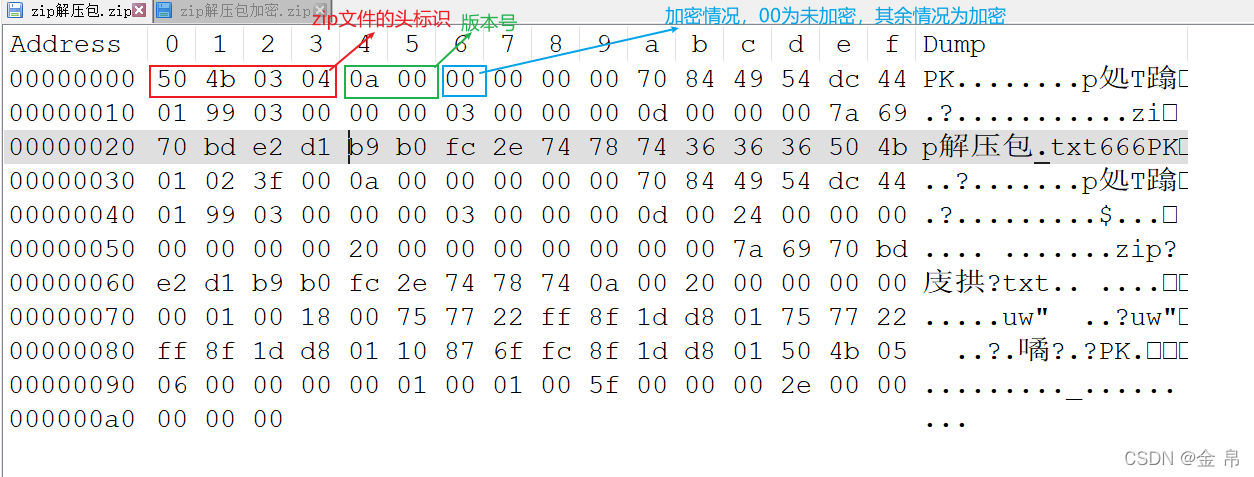 zip解压包.zip zip解压包加密.zip
zip文件的头标识 版本号 加密情况，00为未加密，其余情况为加密
Address 0 1 2 3 4 5 6 7 8 9 a b c d e f Dump
00000000 50 4b 03 04 0a 00 00 00 00 00 70 84 49 54 dc 44 PK........p処T蹹□
00000010 01 99 03 00 00 00 03 00 00 00 0d 00 00 00 7a 69 .?............zi□
00000020 70 bd e2 d1 b9 b0 fc 2e 74 78 74 36 36 36 50 4b p解压包.txt666PK□
00000030 01 02 3f 00 0a 00 00 00 00 00 70 84 49 54 dc 44 ..?.......p処T蹹□
00000040 01 99 03 00 00 00 03 00 00 00 0d 00 24 00 00 00 .?..........$...□
00000050 00 00 00 00 20 00 00 00 00 00 00 00 7a 69 70 bd .... .......zip?
00000060 e2 d1 b9 b0 fc 2e 74 78 74 0a 00 20 00 00 00 00 庋拱?txt.. ....□□
00000070 00 01 00 18 00 75 77 22 ff 8f 1d d8 01 75 77 22 .....uw" ..?uw"□
00000080 ff 8f 1d d8 01 10 87 6f fc 8f 1d d8 01 50 4b 05 ..?.噊?.?PK.□□□
00000090 06 00 00 00 00 01 00 01 00 5f 00 00 00 2e 00 00 ........._......
000000a0 00 00 00 ...
CSDN @金 帛